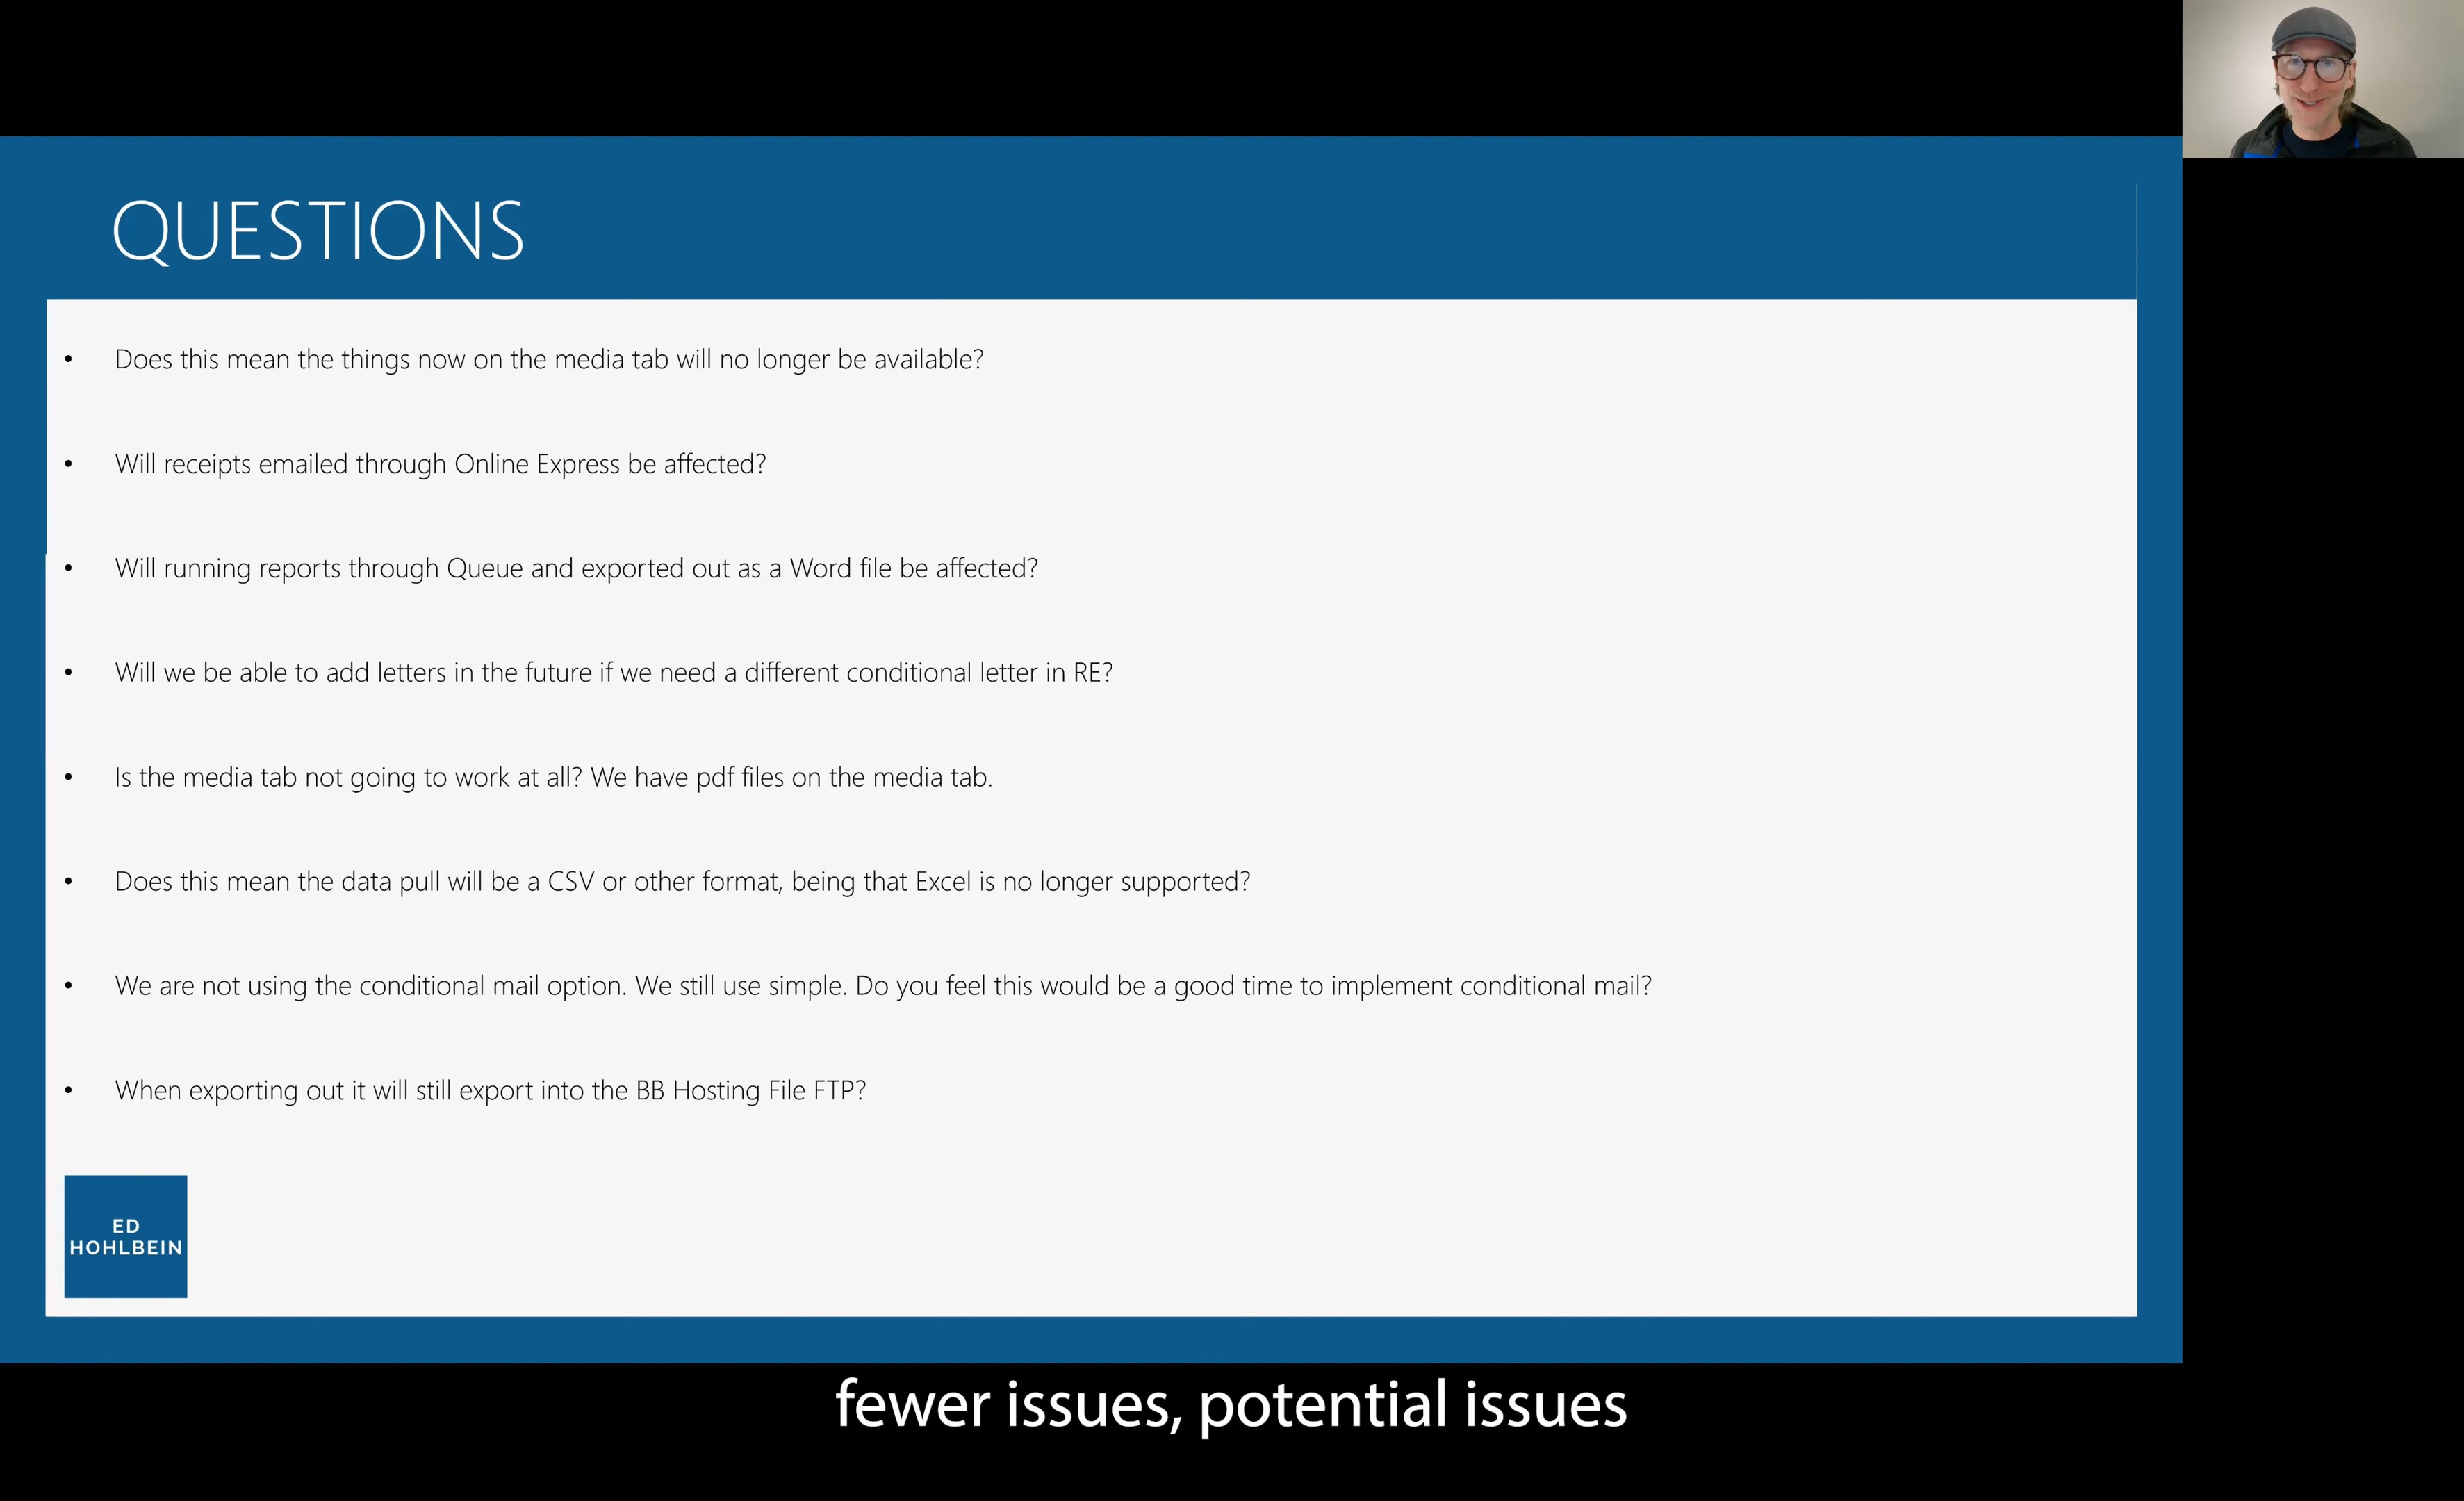 QUESTIONS
• Does this mean the things now on the media tab will no longer be available?
• Will receipts emailed through Online Express be affected?
• Will running reports through Queue and exported out as a Word file be affected?
• Will we be able to add letters in the future if we need a different conditional letter in RE?
• Is the media tab not going to work at all? We have pdf files on the media tab.
• Does this mean the data pull will be a CSV or other format, being that Excel is no longer supported?
• We are not using the conditional mail option. We still use simple. Do you feel this would be a good time to implement conditional mail?
• When exporting out it will still export into the BB Hosting File FTP?
ED
HOHLBEIN
fewer issues, potential issues